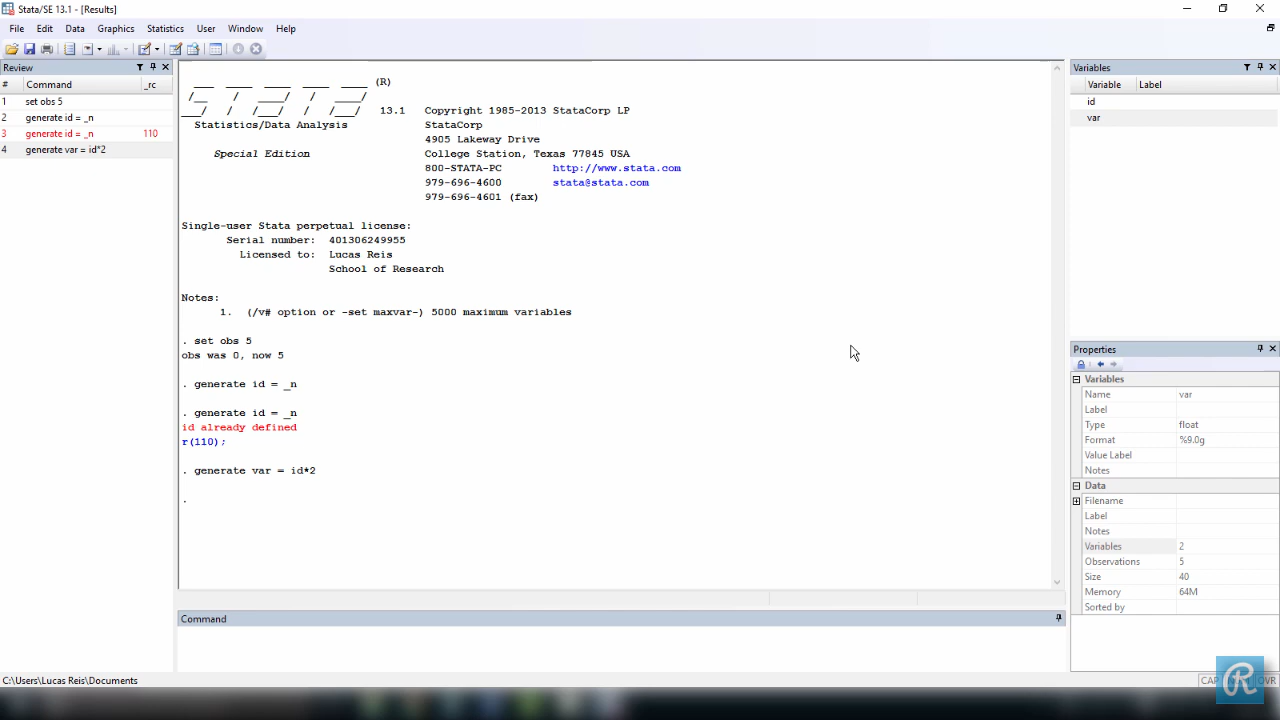 Stata/SE 13.1 - [Results]
File Edit Data Graphics Statistics User Window Help
Review
# Command _rc
1 set obs 5
2 generate id = _n
3 generate id = _n 110
4 generate var = id*2
(R)
13.1 Copyright 1985-2013 StataCorp LP
Statistics/Data Analysis StataCorp
4905 Lakeway Drive
Special Edition College Station, Texas 77845 USA
800-STATA-PC http://www.stata.com
979-696-4600 stata@stata.com
979-696-4601 (fax)
Single-user Stata perpetual license:
Serial number: 401306249955
Licensed to: Lucas Reis
School of Research
Notes:
1. (/v# option or -set maxvar-) 5000 maximum variables
. set obs 5
obs was 0, now 5
. generate id = _n
. generate id = _n
id already defined
r(110);
. generate var = id*2
.
Command
Variables
Variable Label
id
var
Properties
Variables
Name var
Label
Type float
Format %9.0g
Value Label
Notes
Data
Filename
Label
Notes
Variables 2
Observations 5
Size 40
Memory 64M
Sorted by
C:\Users\Lucas Reis\Documents
CAP OVR
R